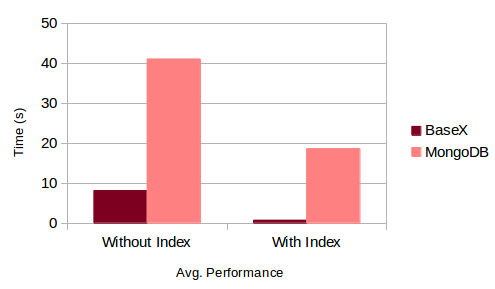 50
40
30
20
10
0
Time (s)
Without Index
With Index
Avg. Performance
BaseX
MongoDB